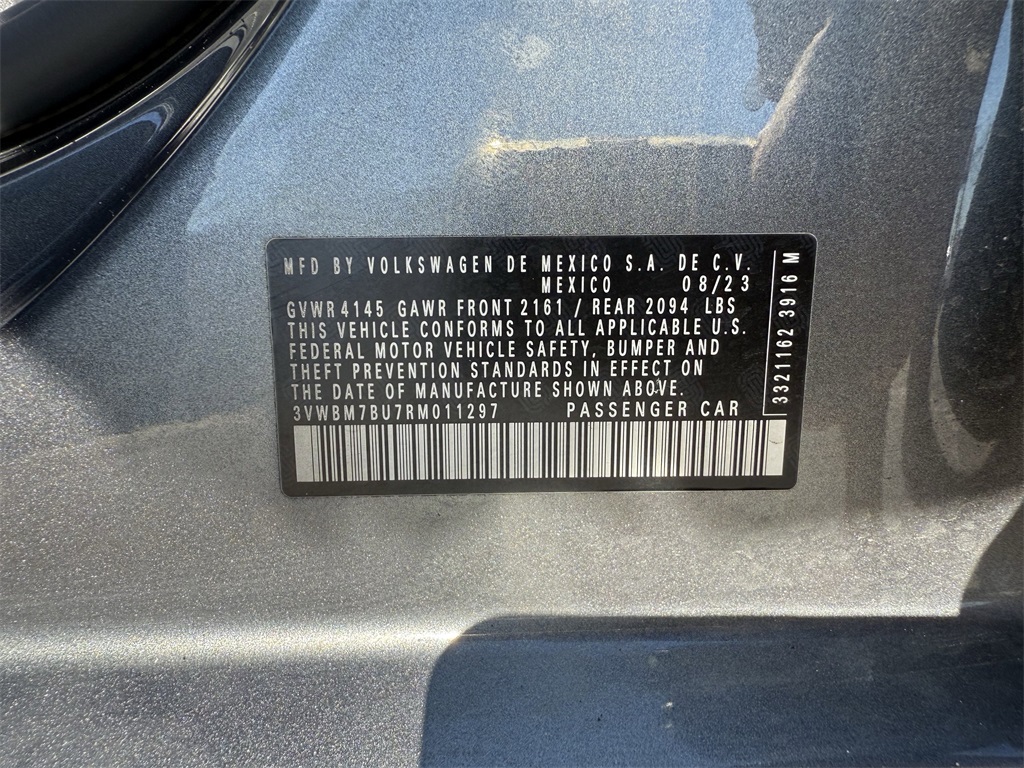 MFD BY VOLKSWAGEN DE MEXICO S.A. DE C.V.
MEXICO 08/23
GVWR 4145 GAWR FRONT 2161 / REAR 2094 LBS
THIS VEHICLE CONFORMS TO ALL APPLICABLE U.S.
FEDERAL MOTOR VEHICLE SAFETY, BUMPER AND
THEFT PREVENTION STANDARDS IN EFFECT ON
THE DATE OF MANUFACTURE SHOWN ABOVE.
3VWBM7BU7RM011297 PASSENGER CAR
3321162 3916 M